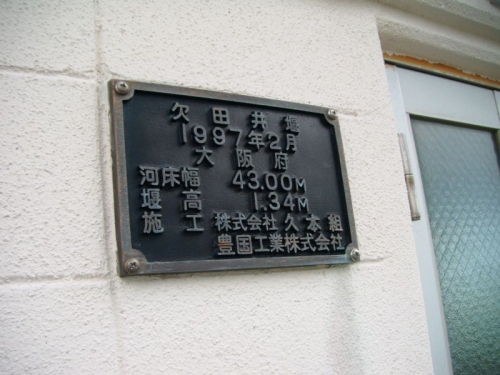 欠田井堰
1997年2月
大阪府
河床幅 43.00M
堰高 1.34M
施工 株式会社久本組
豊国工業株式会社